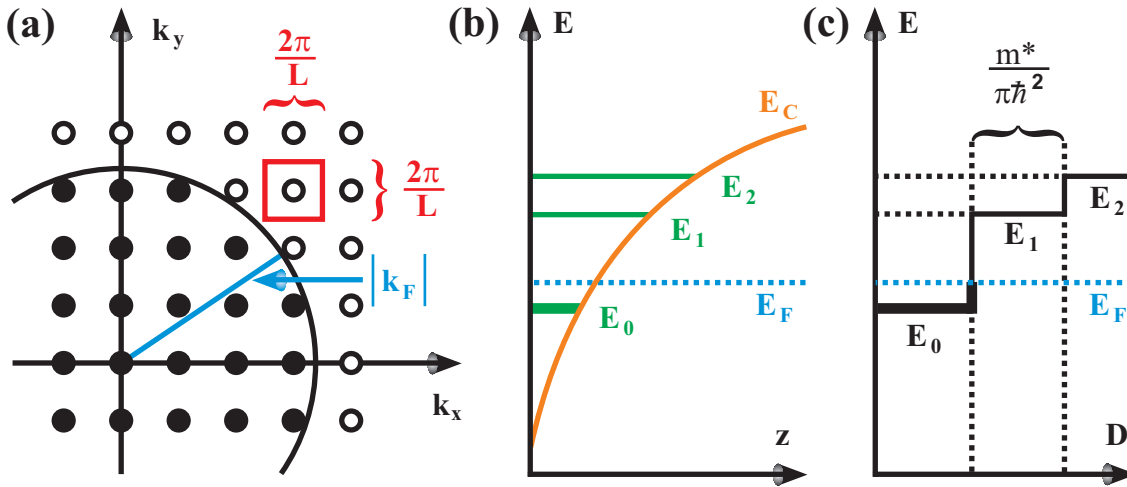 (a)
k_y
2π/L
2π/L
|k_F|
k_x
(b)
E
E_C
E_2
E_1
E_F
E_0
z
(c)
E
m*/πℏ²
E_2
E_1
E_F
E_0
D